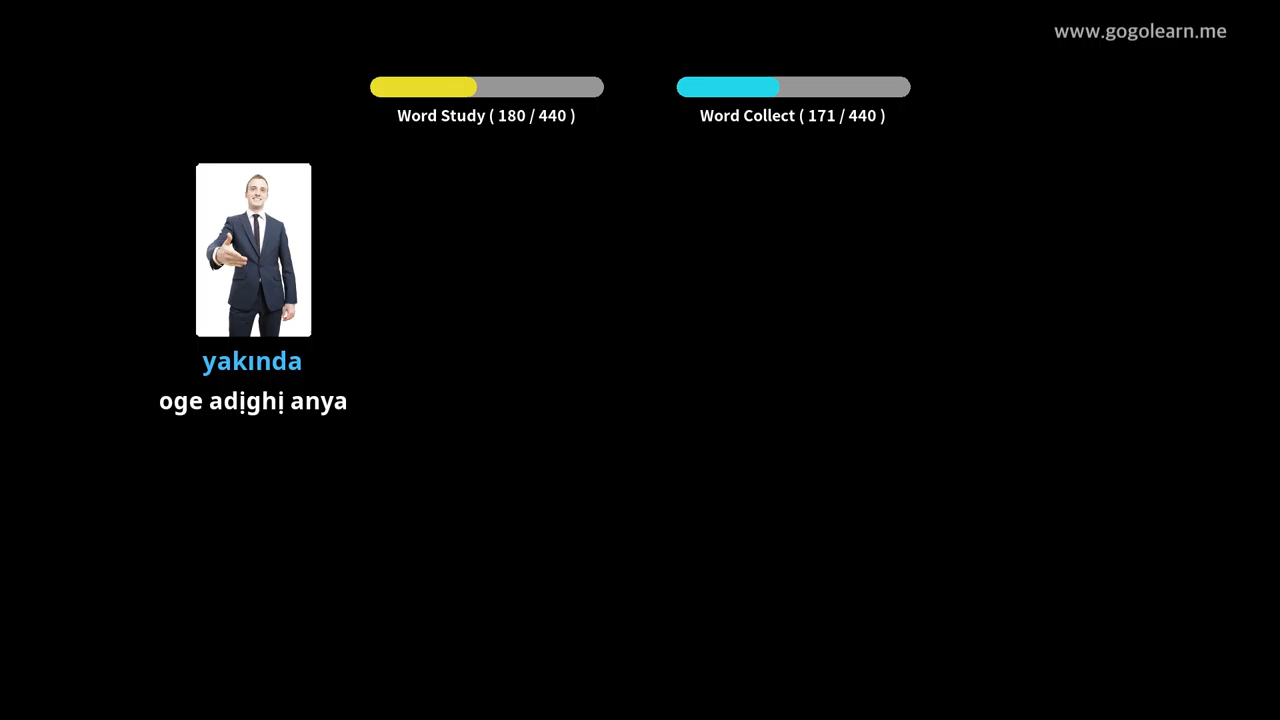 www.gogolearn.me
Word Study ( 180 / 440 )
Word Collect ( 171 / 440 )
yakında
oge adịghị anya